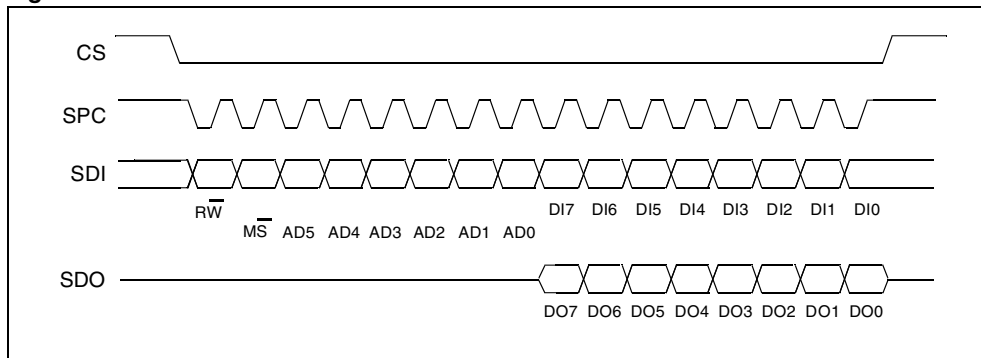 CS
SPC
SDI
RW̅
DI7 DI6 DI5 DI4 DI3 DI2 DI1 DI0
MS̅ AD5 AD4 AD3 AD2 AD1 AD0
SDO
DO7 DO6 DO5 DO4 DO3 DO2 DO1 DO0